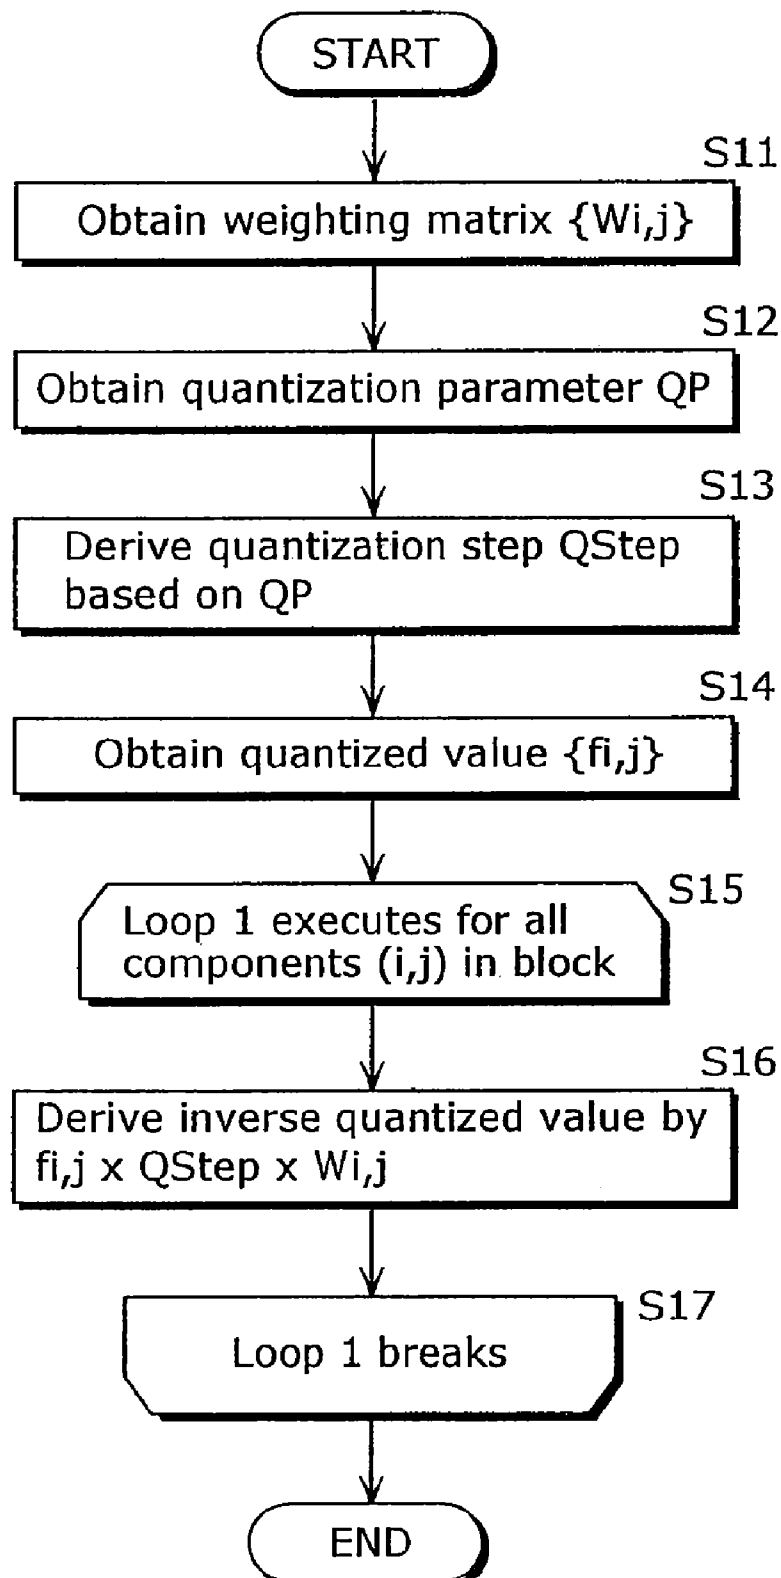 START
S11
Obtain weighting matrix {Wi,j}
S12
Obtain quantization parameter QP
S13
Derive quantization step QStep
based on QP
S14
Obtain quantized value {fi,j}
S15
Loop 1 executes for all
components (i,j) in block
S16
Derive inverse quantized value by
fi,j x QStep x Wi,j
S17
Loop 1 breaks
END